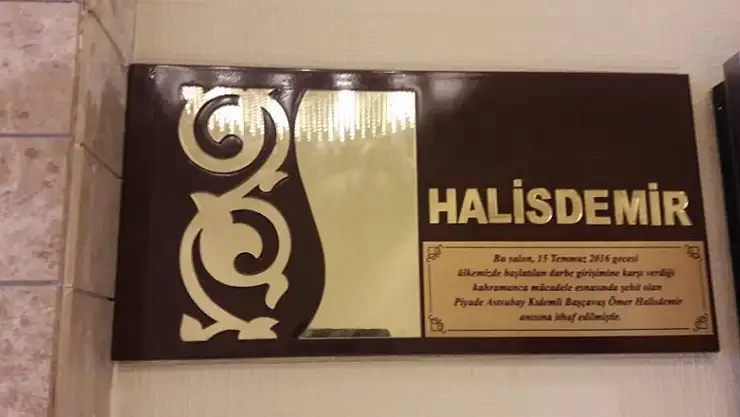 HALİSDEMİR
Bu salon, 15 Temmuz 2016 gecesi
ülkemizde başlatılan darbe girişimine karşı verdiği
kahramanca mücadele esnasında şehit olan
Piyade Astsubay Kıdemli Başçavuş Ömer Halisdemir
anısına ithaf edilmiştir.